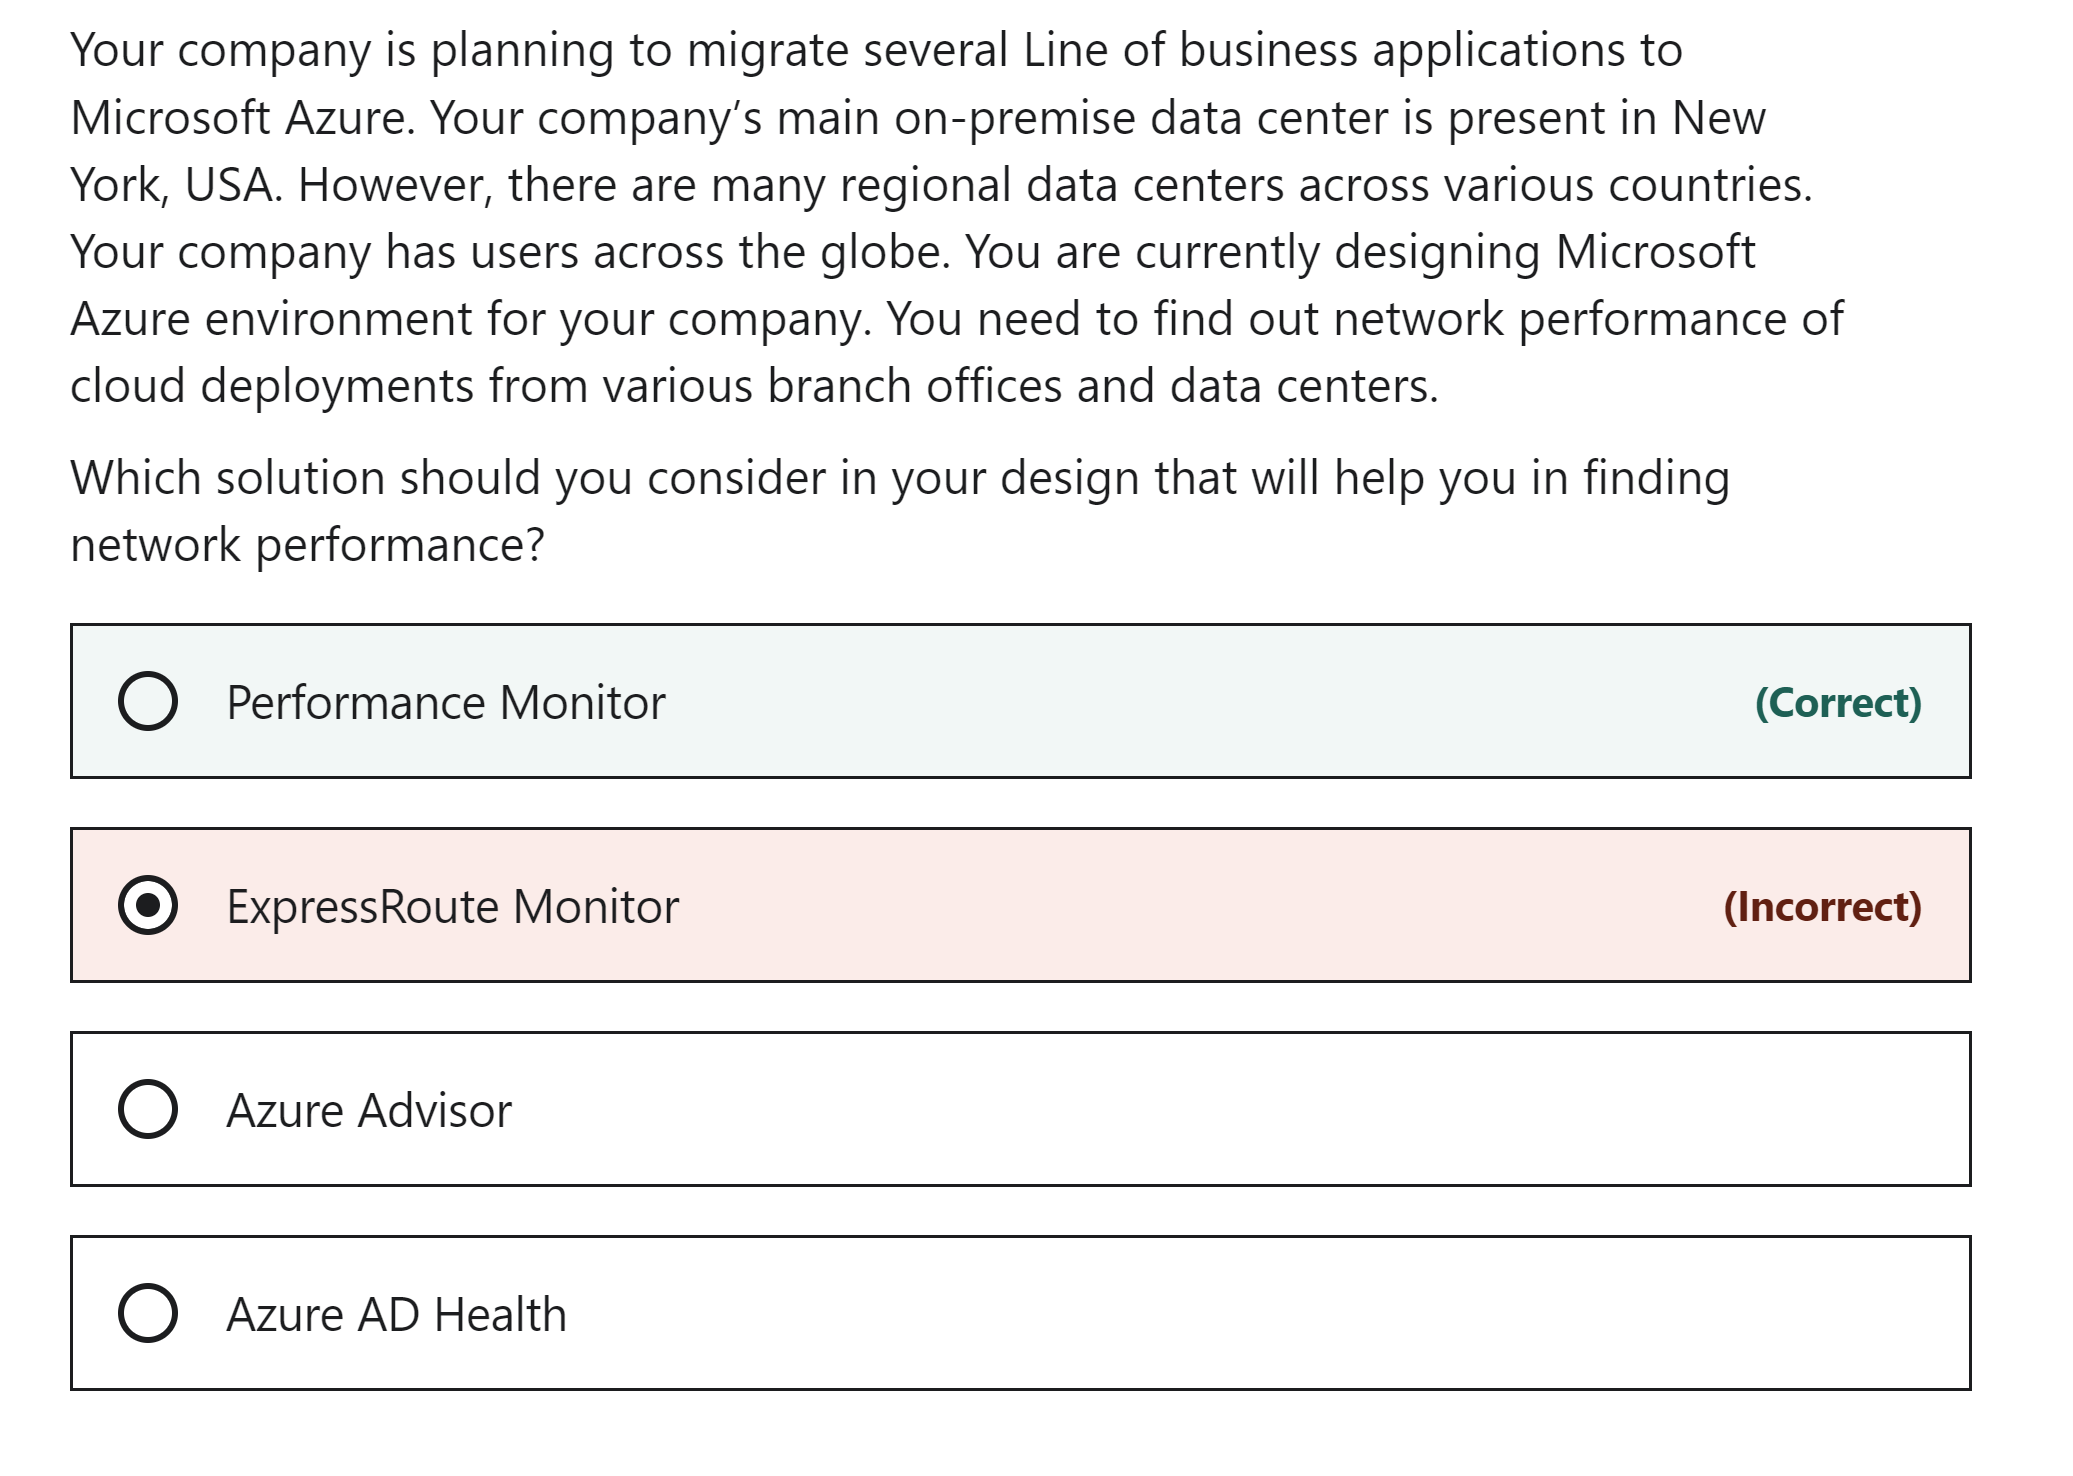 Your company is planning to migrate several Line of business applications to
Microsoft Azure. Your company’s main on-premise data center is present in New
York, USA. However, there are many regional data centers across various countries.
Your company has users across the globe. You are currently designing Microsoft
Azure environment for your company. You need to find out network performance of
cloud deployments from various branch offices and data centers.
Which solution should you consider in your design that will help you in finding
network performance?
Performance Monitor (Correct)
ExpressRoute Monitor (Incorrect)
Azure Advisor
Azure AD Health